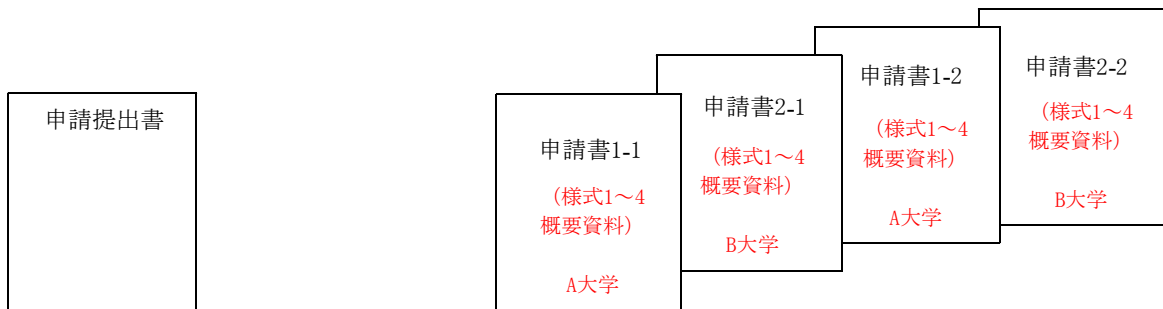 申請提出書
申請書1-1
（様式1～4
概要資料）
A大学
申請書2-1
（様式1～4
概要資料）
B大学
申請書1-2
（様式1～4
概要資料）
A大学
申請書2-2
（様式1～4
概要資料）
B大学